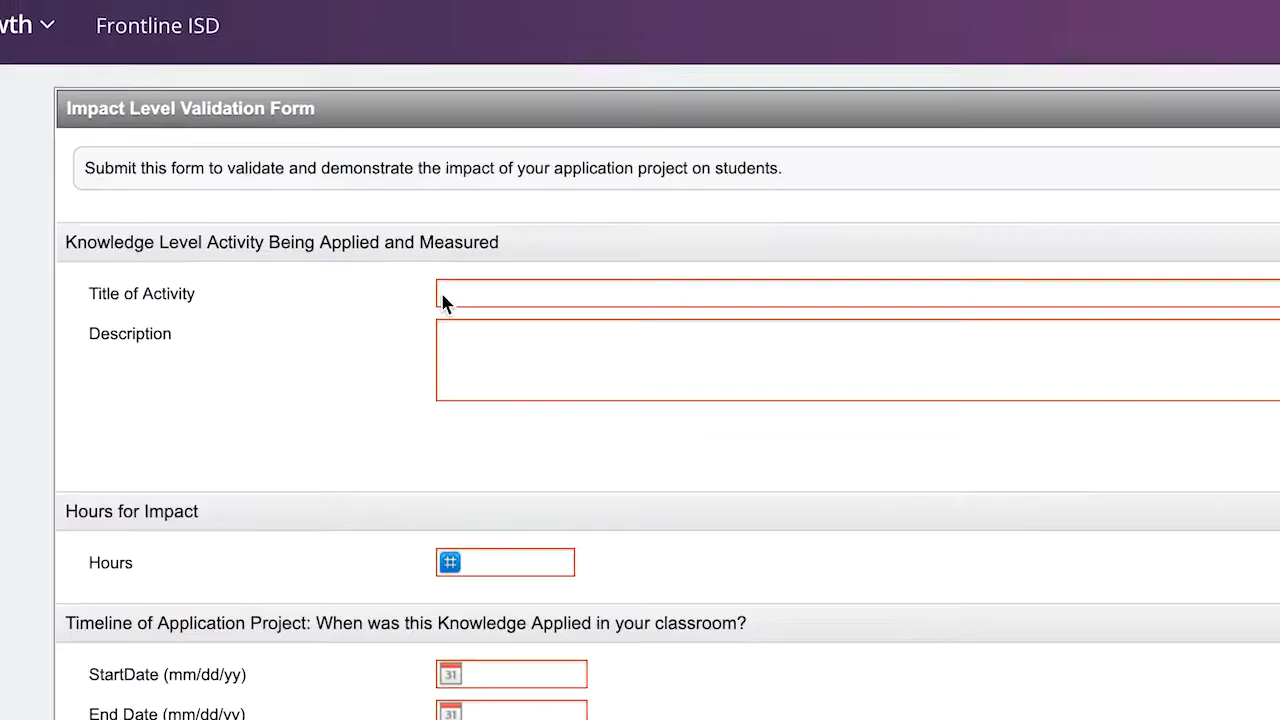 wth Frontline ISD
Impact Level Validation Form
Submit this form to validate and demonstrate the impact of your application project on students.
Knowledge Level Activity Being Applied and Measured
Title of Activity
Description
Hours for Impact
Hours
Timeline of Application Project: When was this Knowledge Applied in your classroom?
StartDate (mm/dd/yy) 31
End Date (mm/dd/yy) 31